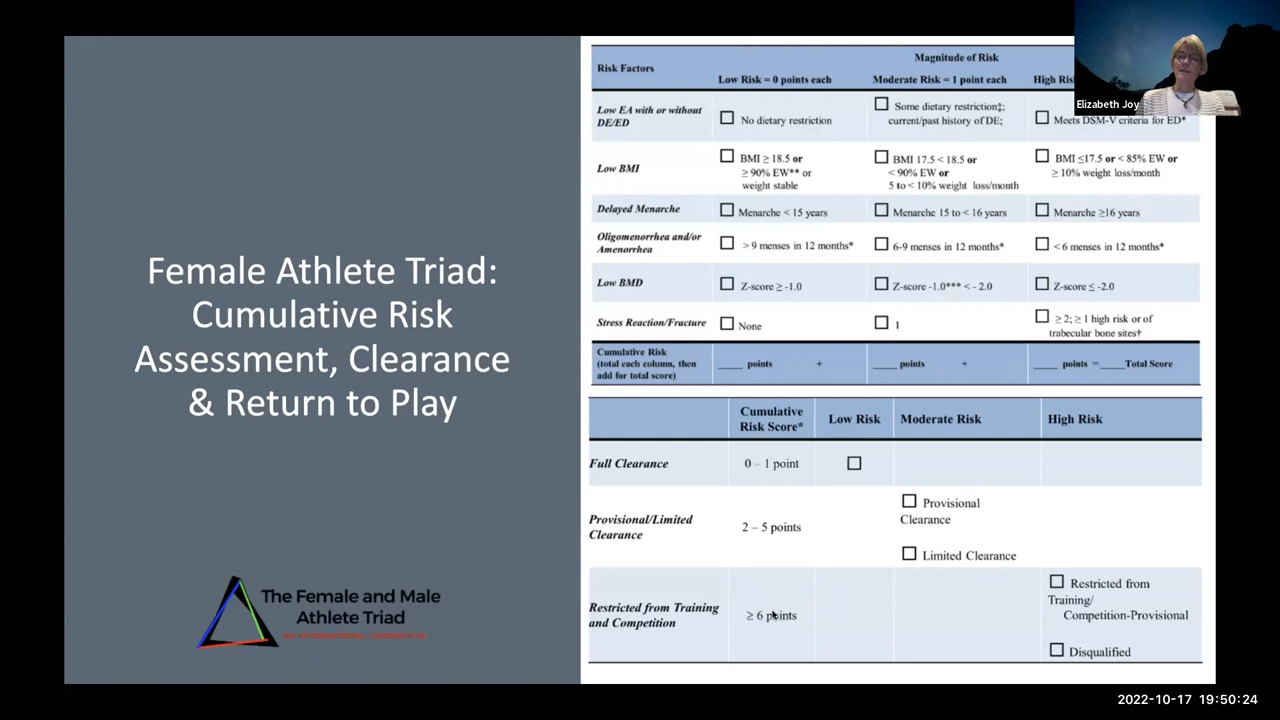 Female Athlete Triad:
Cumulative Risk
Assessment, Clearance
& Return to Play
The Female and Male
Athlete Triad
Risk Factors
Magnitude of Risk
Low Risk = 0 points each
Moderate Risk = 1 point each
High
Low EA with or without
DE/ED
No dietary restriction
Some dietary restriction‡;
current/past history of DE;
Meets DSM-V criteria for ED*
Low BMI
BMI ≥ 18.5 or
≥ 90% EW** or
weight stable
BMI 17.5 < 18.5 or
< 90% EW or
5 to < 10% weight loss/month
BMI ≤17.5 or < 85% EW or
≥ 10% weight loss/month
Delayed Menarche
Menarche < 15 years
Menarche 15 to < 16 years
Menarche ≥16 years
Oligomenorrhea and/or
Amenorrhea
> 9 menses in 12 months*
6-9 menses in 12 months*
< 6 menses in 12 months*
Low BMD
Z-score ≥ -1.0
Z-score -1.0*** < - 2.0
Z-score ≤ -2.0
Stress Reaction/Fracture
None
1
≥ 2; ≥ 1 high risk or of
trabecular bone sites†
Cumulative Risk
(total each column, then
add for total score)
_____ points +
_____ points +
_____ points = _____Total Score
Cumulative
Risk Score*
Low Risk
Moderate Risk
High Risk
Full Clearance
0 – 1 point
Provisional/Limited
Clearance
2 – 5 points
Provisional
Clearance
Limited Clearance
Restricted from Training
and Competition
≥ 6 points
Restricted from
Training/
Competition-Provisional
Disqualified
Elizabeth Joy
2022-10-17 19:50:24